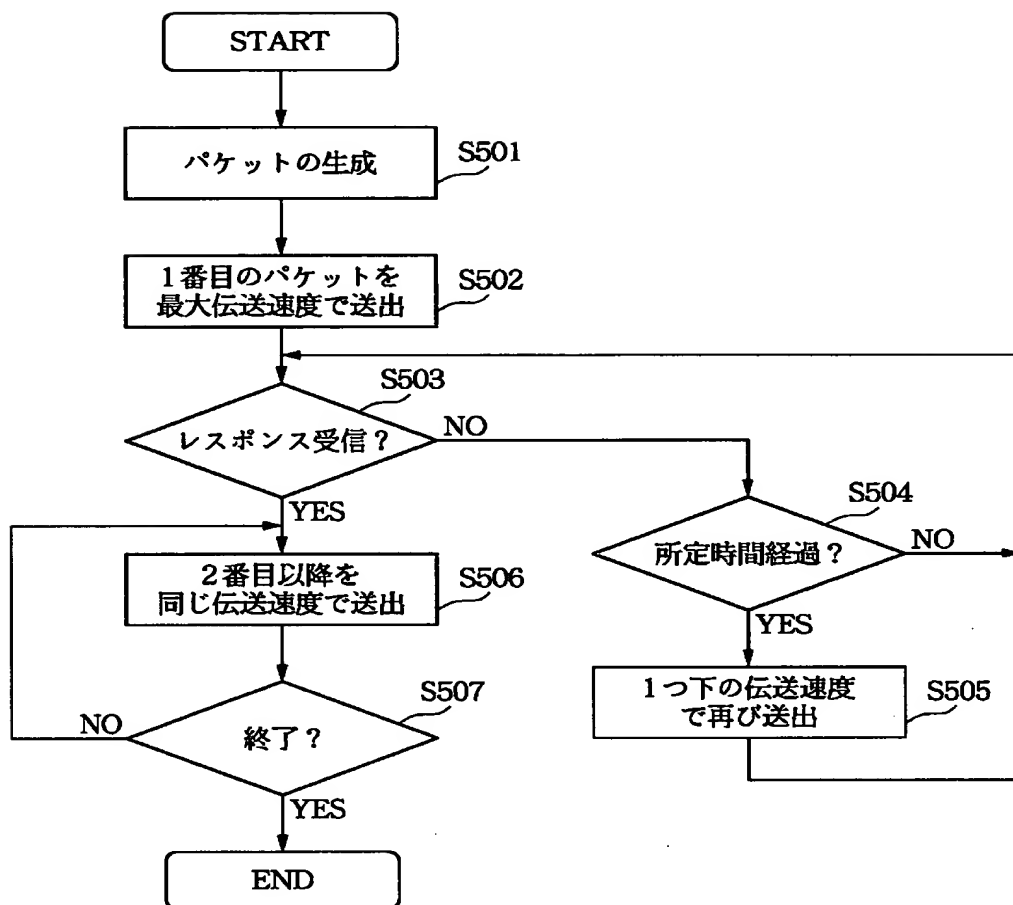 START
パケットの生成
S501
1番目のパケットを
最大伝送速度で送出
S502
S503
レスポンス受信？
NO
YES
S504
所定時間経過？
NO
YES
2番目以降を
同じ伝送速度で送出
S506
1つ下の伝送速度
で再び送出
S505
S507
終了？
NO
YES
END